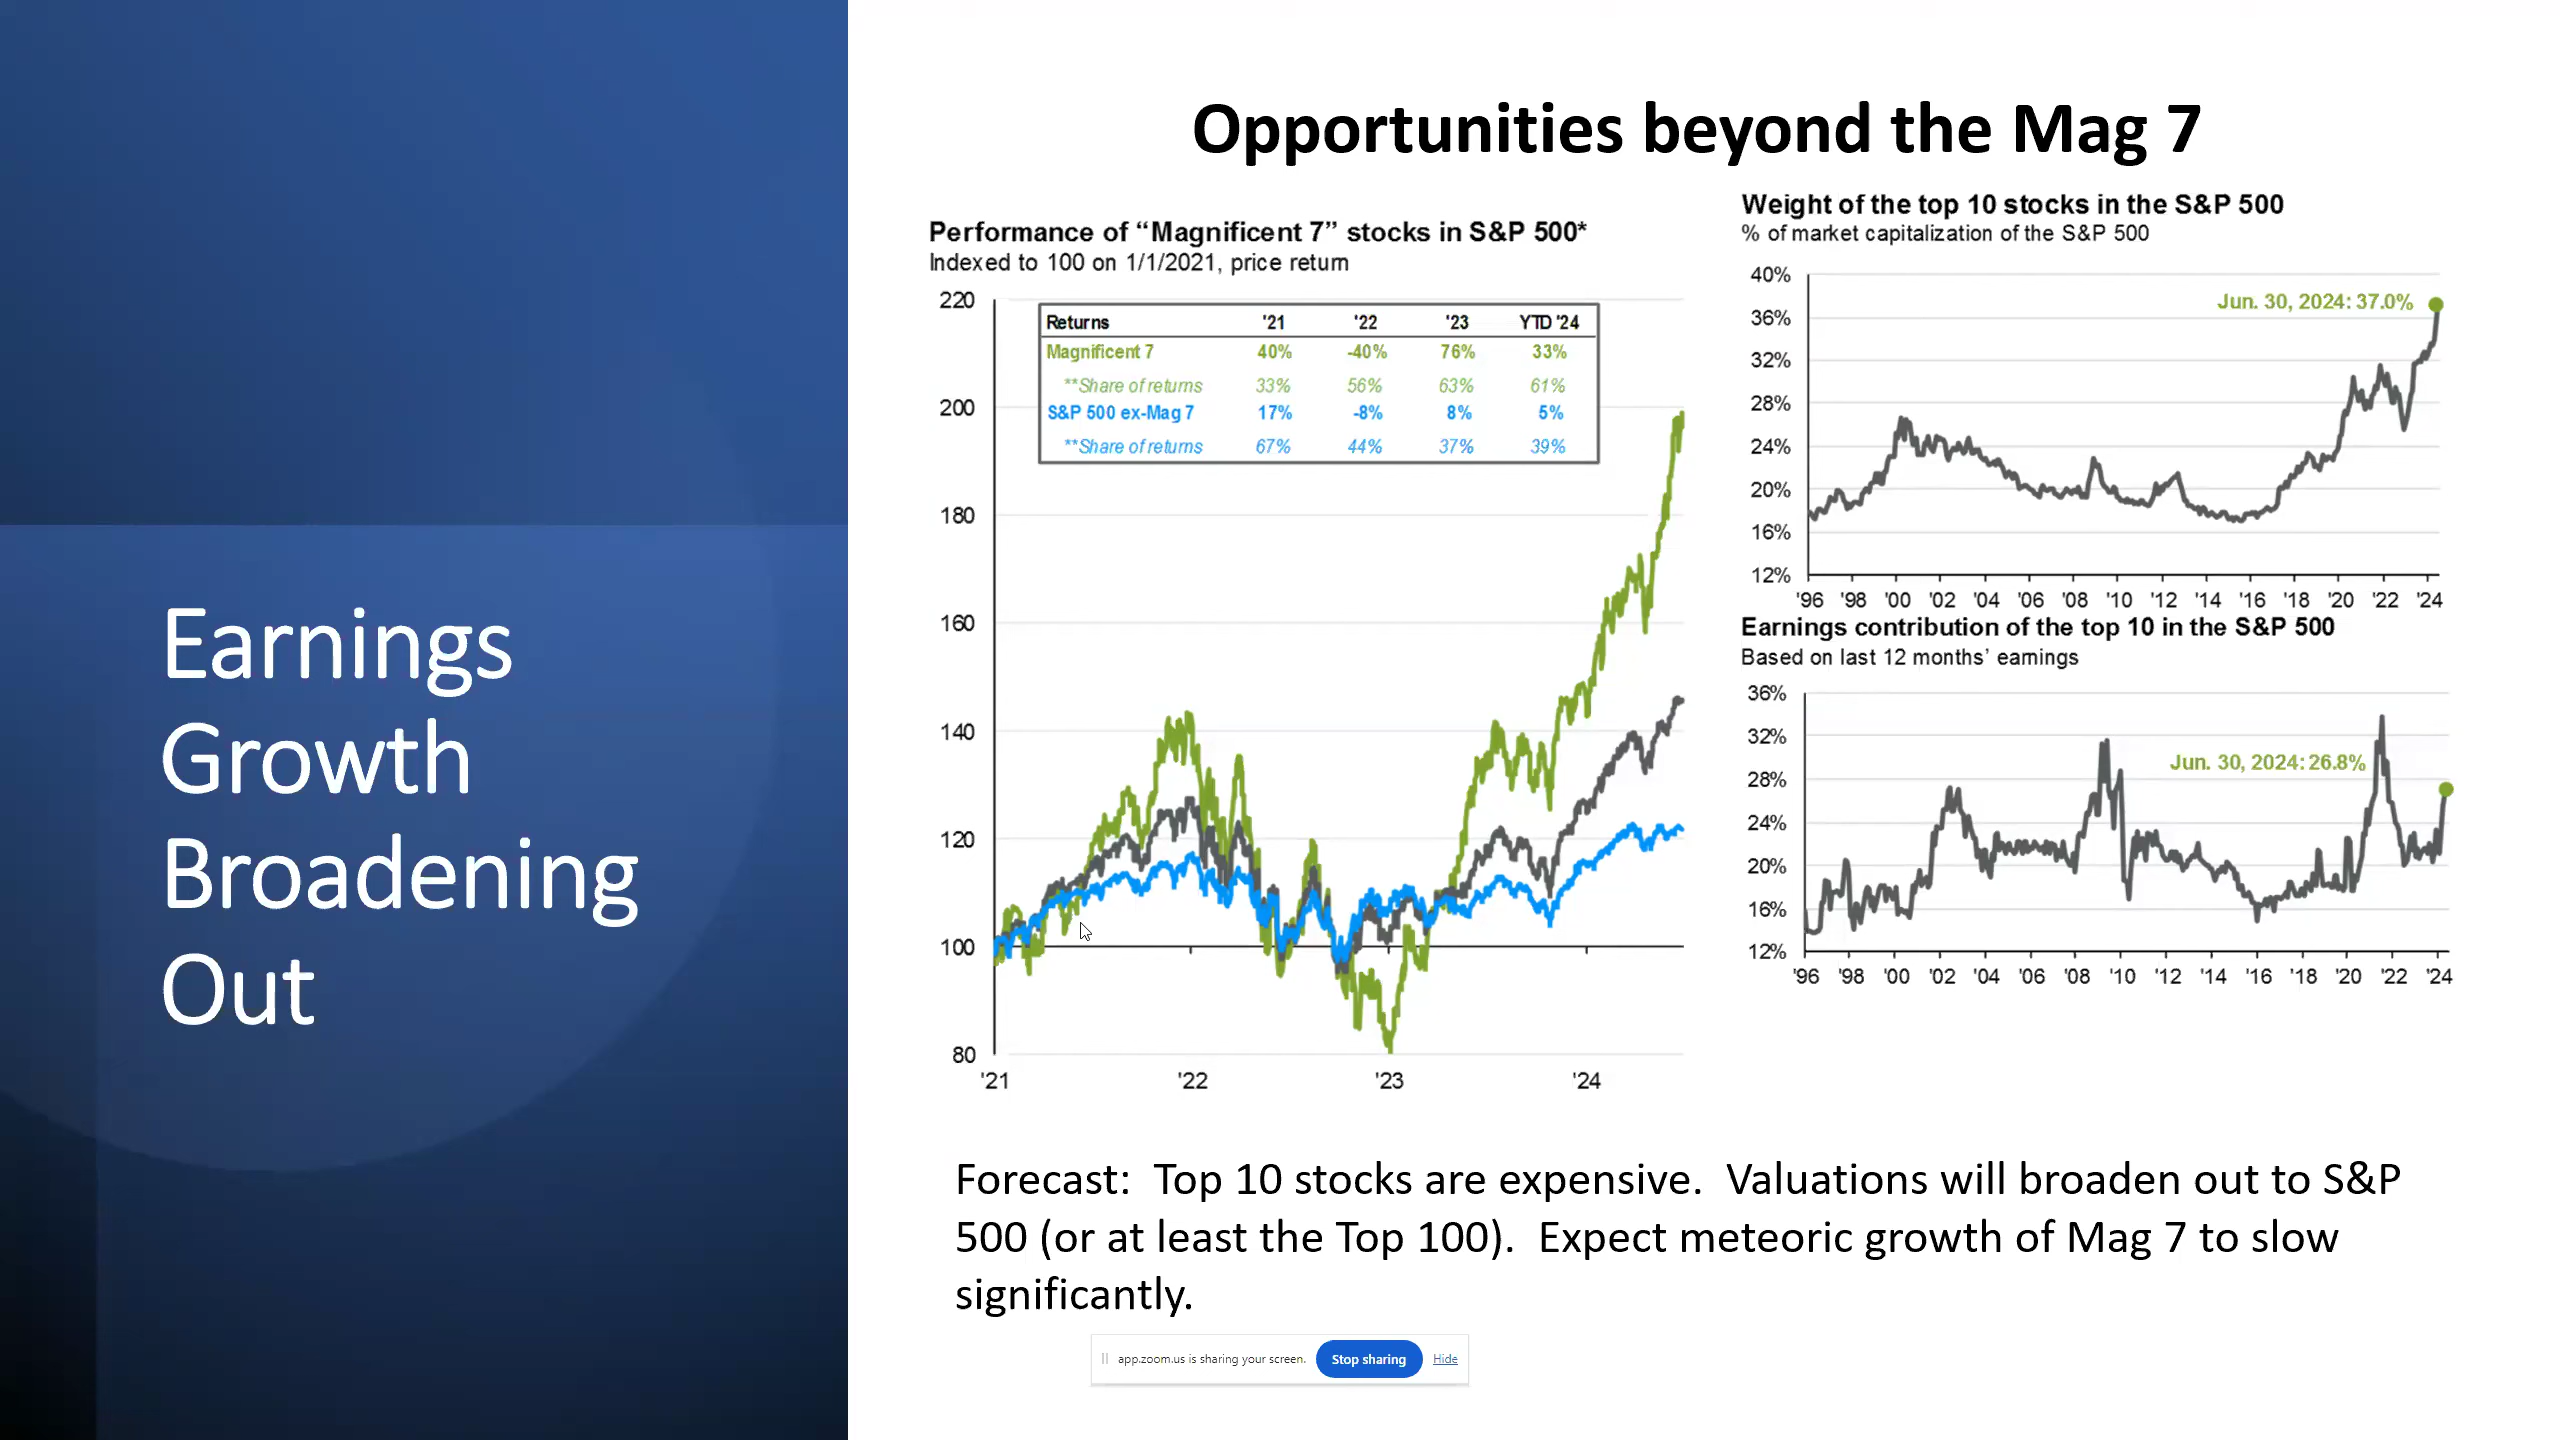 Earnings
Growth
Broadening
Out
Opportunities beyond the Mag 7
Performance of “Magnificent 7” stocks in S&P 500*
Indexed to 100 on 1/1/2021, price return
220
200
180
160
140
120
100
80
Returns '21 '22 '23 YTD '24
Magnificent 7 40% -40% 76% 33%
**Share of returns 33% 56% 63% 61%
S&P 500 ex-Mag 7 17% -8% 8% 5%
**Share of returns 67% 44% 37% 39%
'21 '22 '23 '24
Weight of the top 10 stocks in the S&P 500
% of market capitalization of the S&P 500
40%
36%
32%
28%
24%
20%
16%
12%
Jun. 30, 2024: 37.0%
'96 '98 '00 '02 '04 '06 '08 '10 '12 '14 '16 '18 '20 '22 '24
Earnings contribution of the top 10 in the S&P 500
Based on last 12 months’ earnings
36%
32%
28%
24%
20%
16%
12%
Jun. 30, 2024: 26.8%
'96 '98 '00 '02 '04 '06 '08 '10 '12 '14 '16 '18 '20 '22 '24
Forecast: Top 10 stocks are expensive. Valuations will broaden out to S&P
500 (or at least the Top 100). Expect meteoric growth of Mag 7 to slow
significantly.
app.zoom.us is sharing your screen. Stop sharing Hide